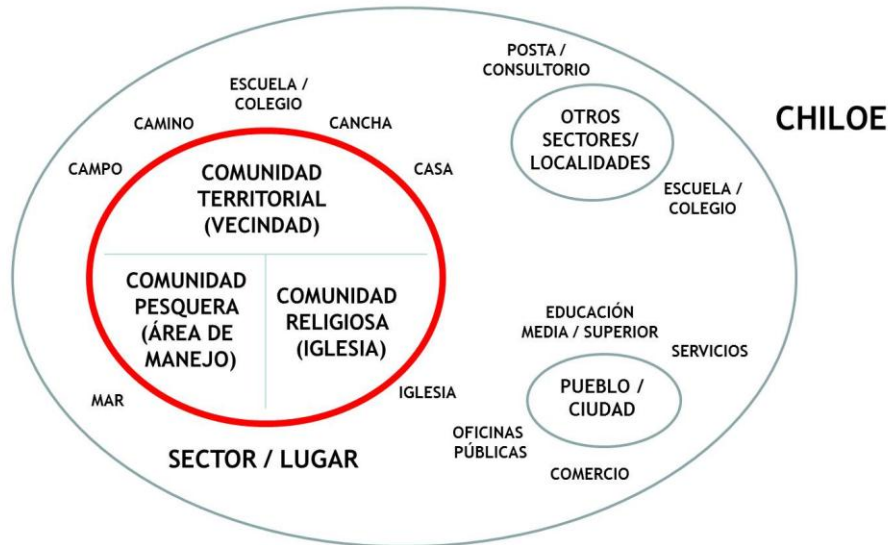 POSTA /
CONSULTORIO
ESCUELA /
COLEGIO
CAMINO
CANCHA
OTROS
SECTORES/
LOCALIDADES
CHILOE
CAMPO
COMUNIDAD
TERRITORIAL
(VECINDAD)
CASA
ESCUELA /
COLEGIO
COMUNIDAD
PESQUERA
(ÁREA DE
MANEJO)
COMUNIDAD
RELIGIOSA
(IGLESIA)
EDUCACIÓN
MEDIA / SUPERIOR
SERVICIOS
MAR
IGLESIA
PUEBLO /
CIUDAD
OFICINAS
PÚBLICAS
SECTOR / LUGAR
COMERCIO